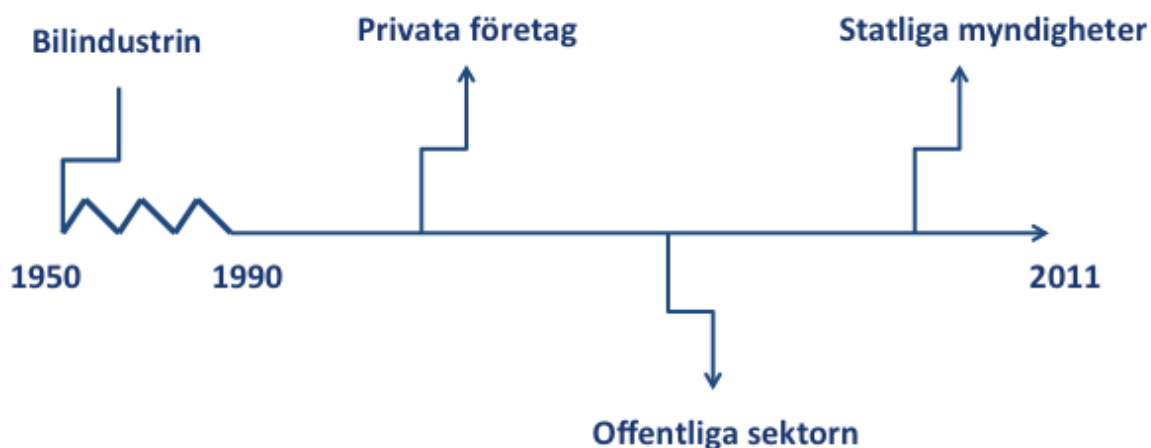 Bilindustrin
Privata företag
Statliga myndigheter
1950
1990
2011
Offentliga sektorn